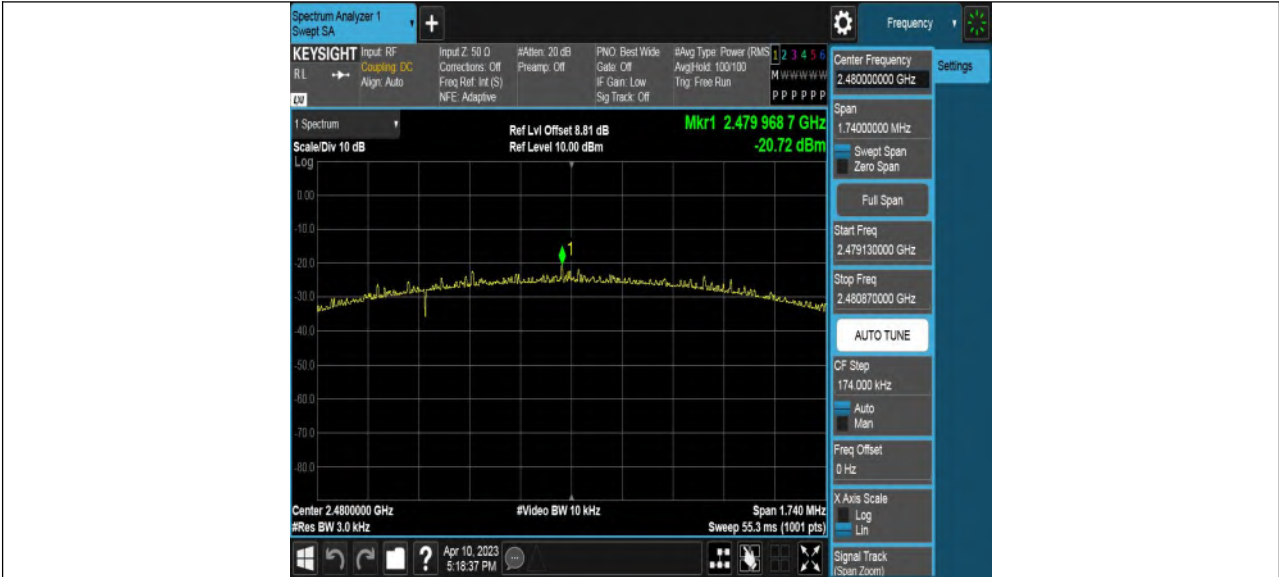 Spectrum Analyzer 1
Swept SA
+
Frequency
KEYSIGHT
RL
LXI
Input: RF
Coupling: DC
Align: Auto
Input Z: 50 Ω
Corrections: Off
Freq Ref: Int (S)
NFE: Adaptive
#Atten: 20 dB
Preamp: Off
PNO: Best Wide
Gate: Off
IF Gain: Low
Sig Track: Off
#Avg Type: Power (RMS
Avg|Hold: 100/100
Trig: Free Run
1 2 3 4 5 6
M W W W W W
P P P P P P
1 Spectrum
Scale/Div 10 dB
Ref Lvl Offset 8.81 dB
Ref Level 10.00 dBm
Mkr1 2.479 968 7 GHz
-20.72 dBm
Log
0.00
-10.0
-20.0
-30.0
-40.0
-50.0
-60.0
-70.0
-80.0
1
Center 2.4800000 GHz
#Res BW 3.0 kHz
#Video BW 10 kHz
Span 1.740 MHz
Sweep 55.3 ms (1001 pts)
?
Apr 10, 2023
5:18:37 PM
Center Frequency
2.480000000 GHz
Settings
Span
1.74000000 MHz
Swept Span
Zero Span
Full Span
Start Freq
2.479130000 GHz
Stop Freq
2.480870000 GHz
AUTO TUNE
CF Step
174.000 kHz
Auto
Man
Freq Offset
0 Hz
X Axis Scale
Log
Lin
Signal Track
(Span Zoom)